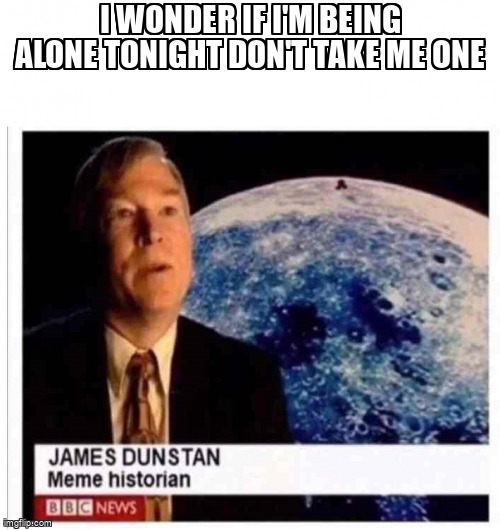 I WONDER IF I'M BEING
ALONE TONIGHT DON'T TAKE ME ONE
JAMES DUNSTAN
Meme historian
BBC NEWS
imgflip.com